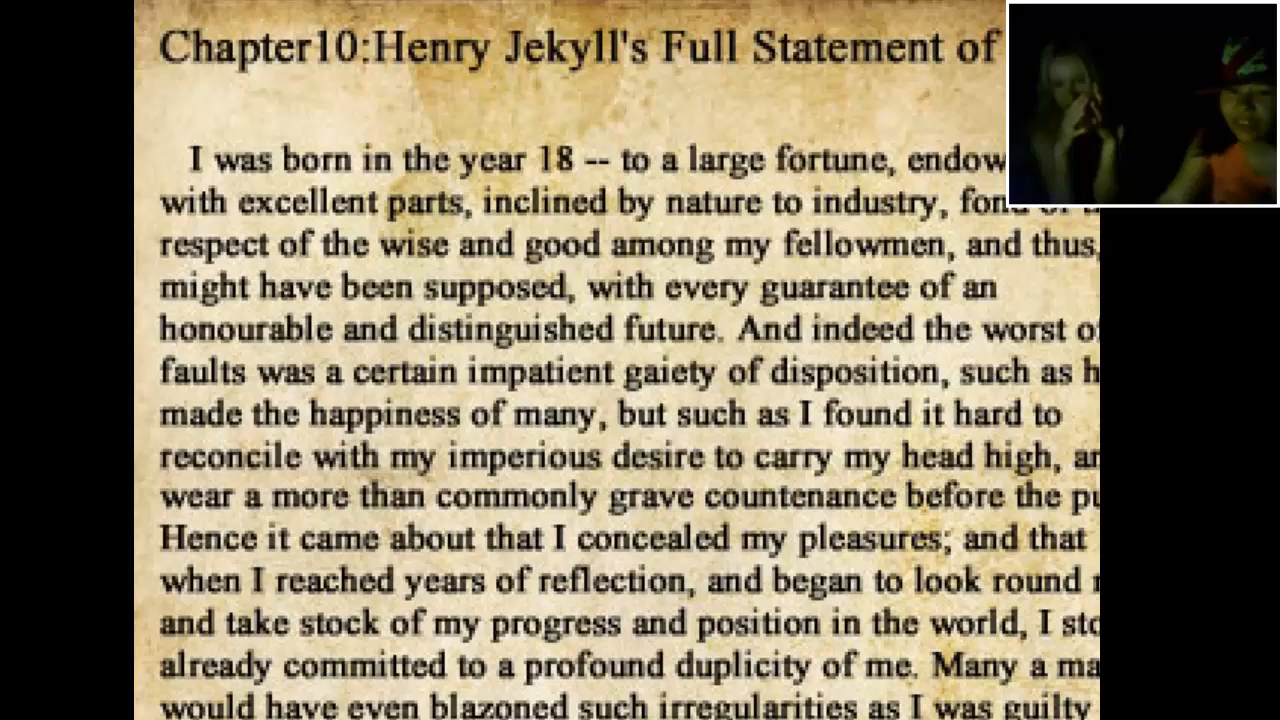 Chapter10:Henry Jekyll's Full Statement of
I was born in the year 18 -- to a large fortune,
with excellent parts, inclined by nature to industry,
respect of the wise and good among my fellowmen, and thus,
might have been supposed, with every guarantee of an
honourable and distinguished future. And indeed the worst
faults was a certain impatient gaiety of disposition, such as
made the happiness of many, but such as I found it hard to
reconcile with my imperious desire to carry my head high,
wear a more than commonly grave countenance before the
Hence it came about that I concealed my pleasures; and that
when I reached years of reflection, and began to look round
and take stock of my progress and position in the world, I
already committed to a profound duplicity of me. Many a
would have even blazoned such irregularities as I was guilty